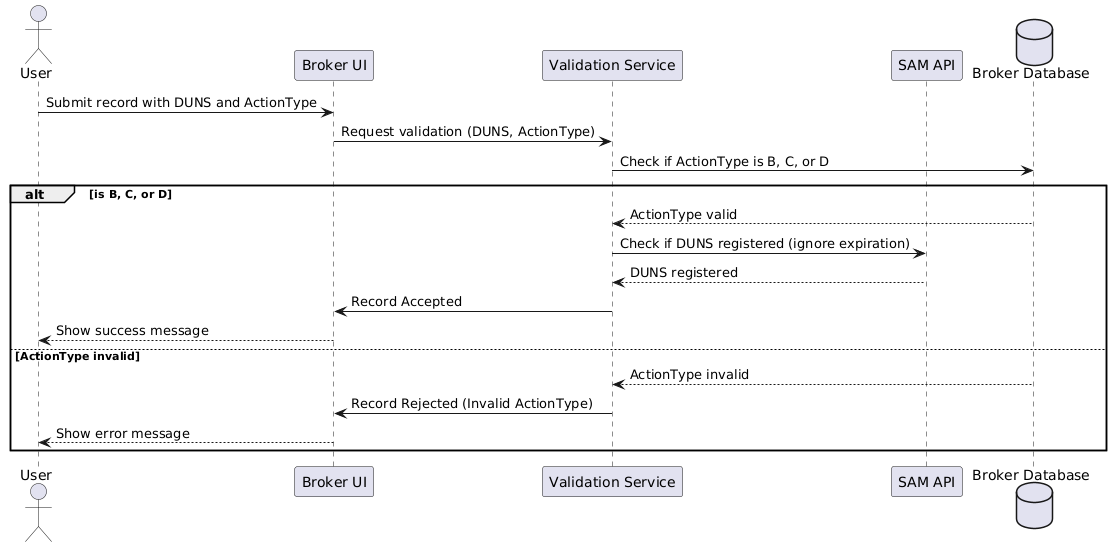 User
Broker UI
Validation Service
SAM API
Broker Database
Submit record with DUNS and ActionType
Request validation (DUNS, ActionType)
Check if ActionType is B, C, or D
alt
[is B, C, or D]
ActionType valid
Check if DUNS registered (ignore expiration)
DUNS registered
Record Accepted
Show success message
[ActionType invalid]
ActionType invalid
Record Rejected (Invalid ActionType)
Show error message
User
Broker UI
Validation Service
SAM API
Broker Database